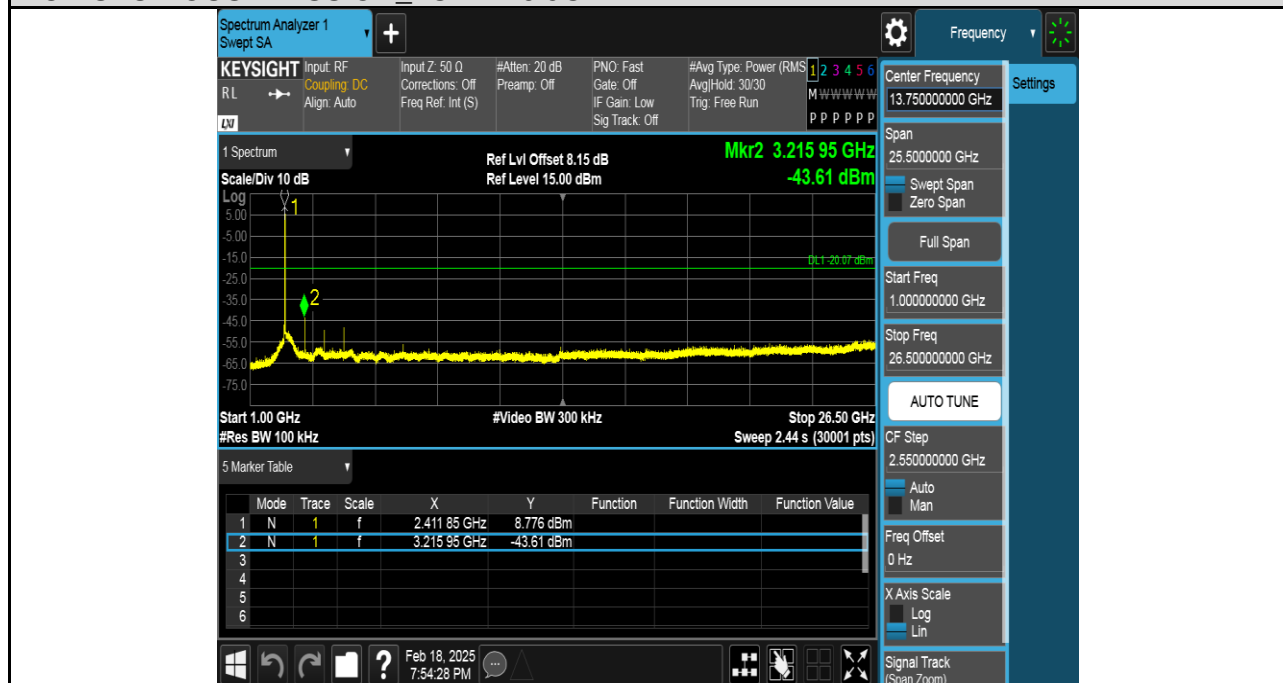 Spectrum Analyzer 1
Swept SA
+
Frequency
KEYSIGHT
RL
LXI
Input: RF
Coupling: DC
Align: Auto
Input Z: 50 Ω
Corrections: Off
Freq Ref: Int (S)
#Atten: 20 dB
Preamp: Off
PNO: Fast
Gate: Off
IF Gain: Low
Sig Track: Off
#Avg Type: Power (RMS
Avg|Hold: 30/30
Trig: Free Run
1 2 3 4 5 6
M W W W W W
P P P P P P
1 Spectrum
Scale/Div 10 dB
Ref Lvl Offset 8.15 dB
Ref Level 15.00 dBm
Mkr2 3.215 95 GHz
-43.61 dBm
Log
5.00
-5.00
-15.0
-25.0
-35.0
-45.0
-55.0
-65.0
-75.0
1
2
DL1 -20.07 dBm
Start 1.00 GHz
#Video BW 300 kHz
Stop 26.50 GHz
#Res BW 100 kHz
Sweep 2.44 s (30001 pts)
5 Marker Table
Mode Trace Scale X Y Function Function Width Function Value
1 N 1 f 2.411 85 GHz 8.776 dBm
2 N 1 f 3.215 95 GHz -43.61 dBm
3
4
5
6
Feb 18, 2025
7:54:28 PM
Center Frequency
13.750000000 GHz
Settings
Span
25.5000000 GHz
Swept Span
Zero Span
Full Span
Start Freq
1.000000000 GHz
Stop Freq
26.500000000 GHz
AUTO TUNE
CF Step
2.550000000 GHz
Auto
Man
Freq Offset
0 Hz
X Axis Scale
Log
Lin
Signal Track
(Span Zoom)